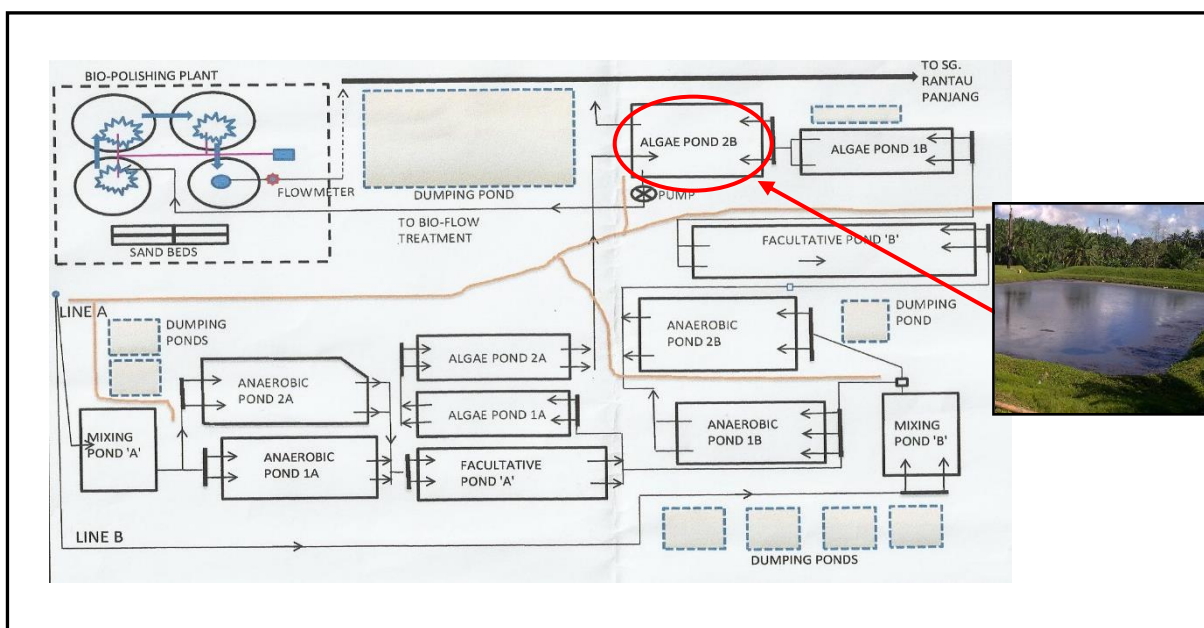 BIO-POLISHING PLANT
FLOWMETER
SAND BEDS
DUMPING POND
TO BIO-FLOW
TREATMENT
TO SG.
RANTAU
PANJANG
ALGAE POND 2B
PUMP
ALGAE POND 1B
FACULTATIVE POND 'B'
LINE A
DUMPING
PONDS
ANAEROBIC
POND 2A
MIXING
POND 'A'
ANAEROBIC
POND 1A
ALGAE POND 2A
ALGAE POND 1A
FACULTATIVE
POND 'A'
ANAEROBIC
POND 2B
DUMPING
POND
ANAEROBIC
POND 1B
MIXING
POND 'B'
LINE B
DUMPING PONDS